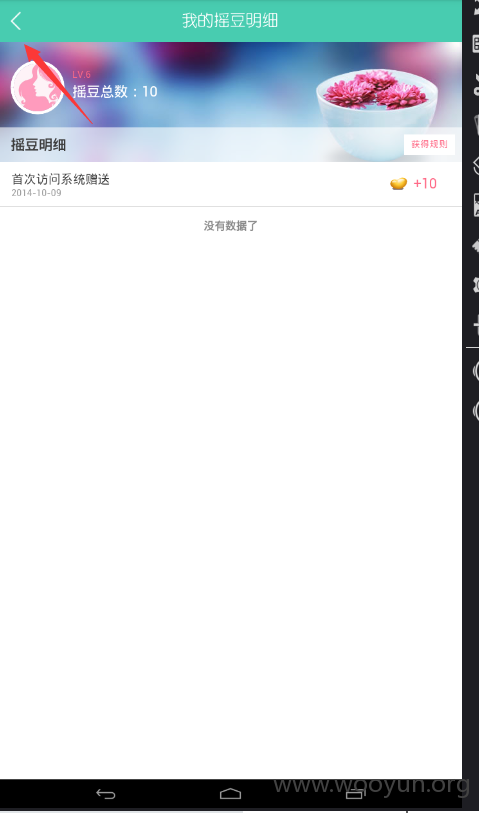 我的摇豆明细
LV.6
摇豆总数：10
摇豆明细
获得规则
首次访问系统赠送
2014-10-09
+10
没有数据了
www.wooyun.org